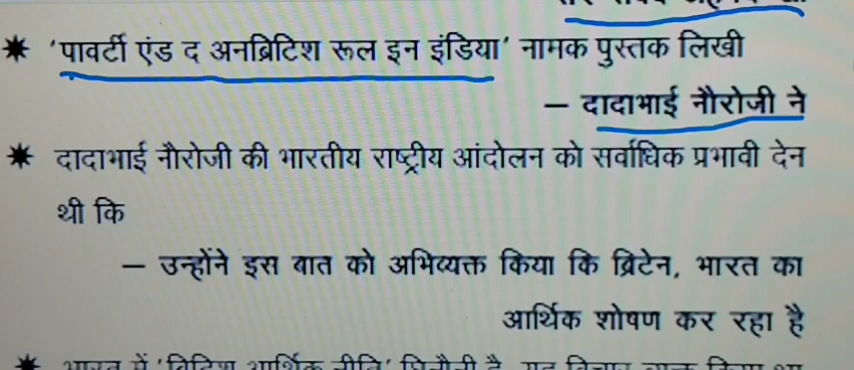 ✷ 'पावर्टी एंड द अनब्रिटिश रूल इन इंडिया' नामक पुस्तक लिखी
— दादाभाई नौरोजी ने
✷ दादाभाई नौरोजी की भारतीय राष्ट्रीय आंदोलन को सर्वाधिक प्रभावी देन
थी कि
— उन्होंने इस बात को अभिव्यक्त किया कि ब्रिटेन, भारत का
आर्थिक शोषण कर रहा है